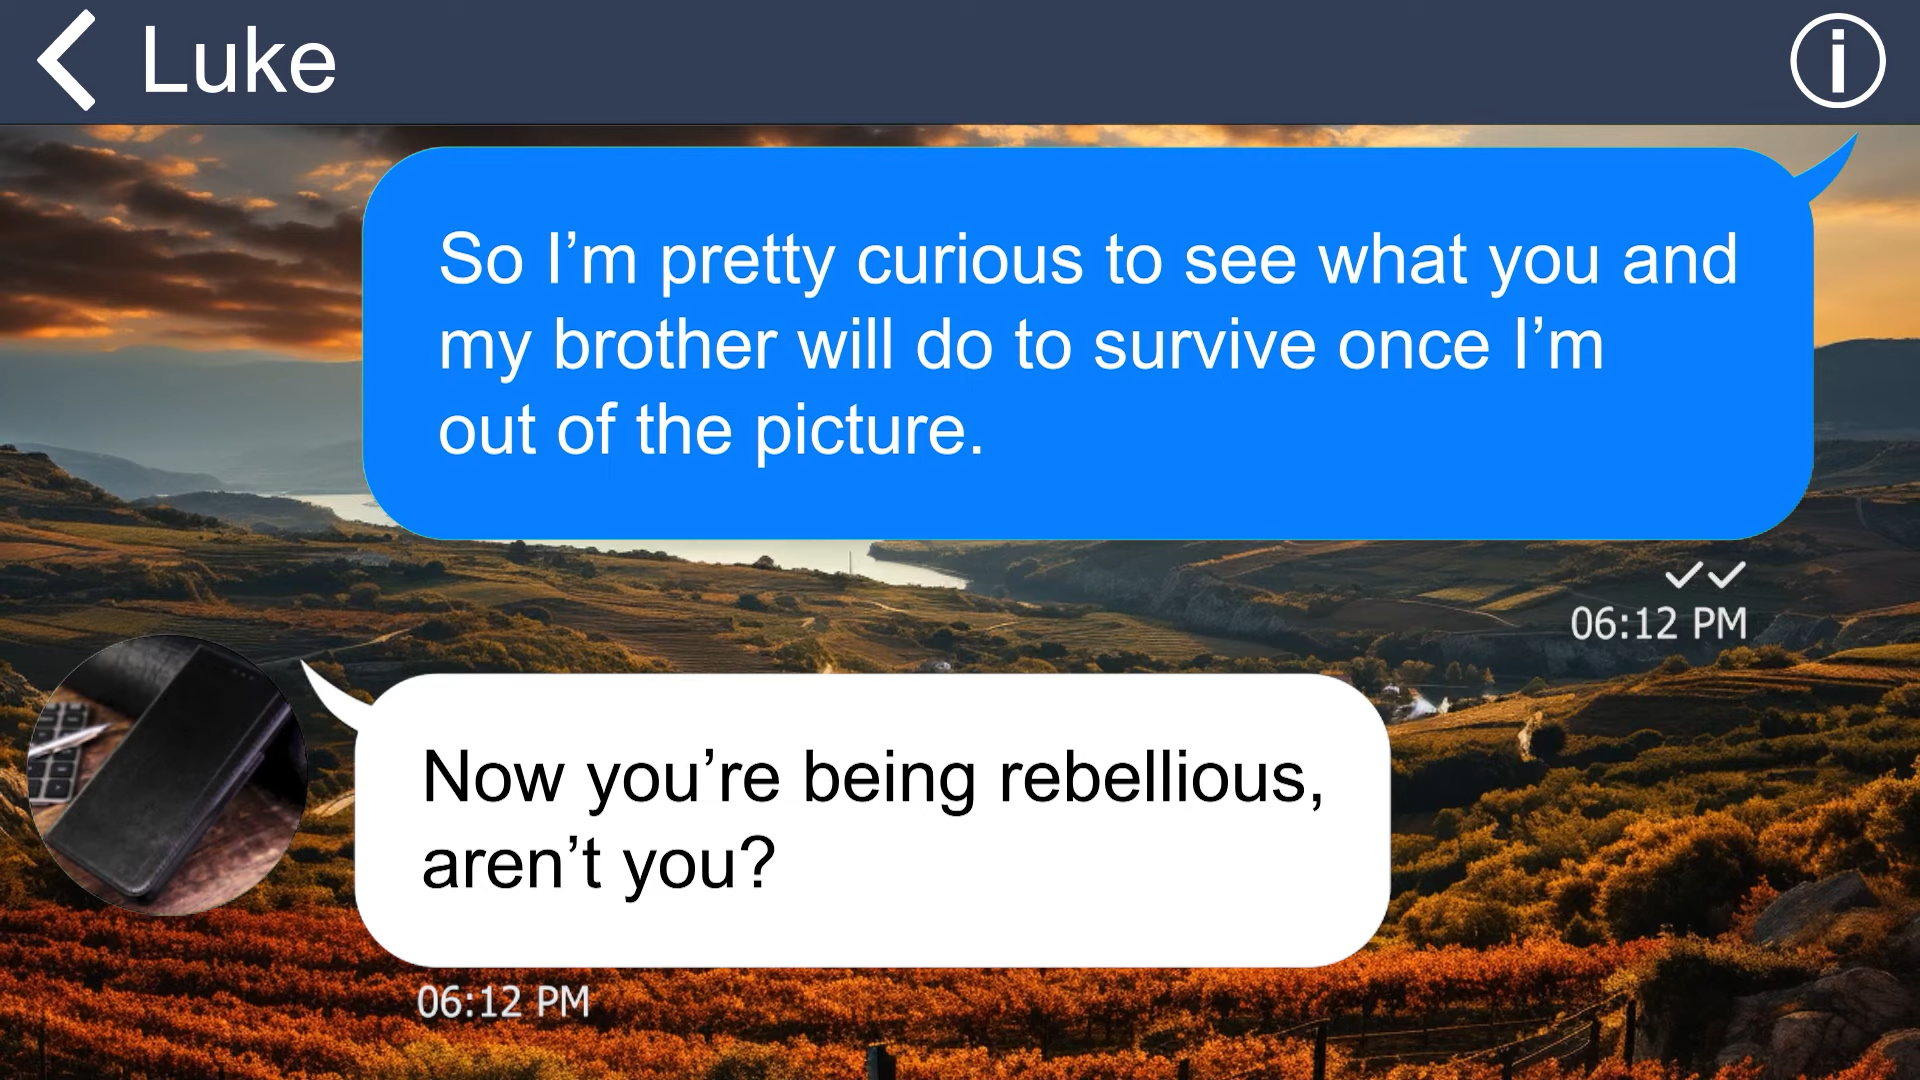 Luke
So I’m pretty curious to see what you and
my brother will do to survive once I’m
out of the picture.
06:12 PM
Now you’re being rebellious,
aren’t you?
06:12 PM